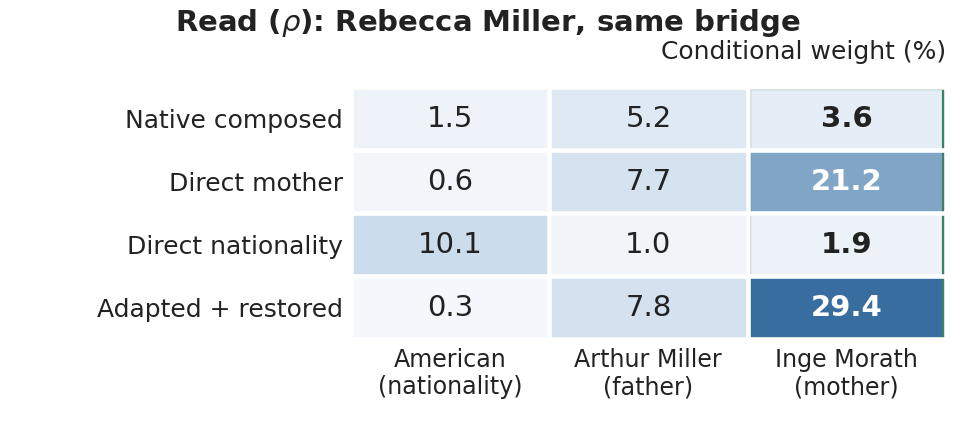 Read (ρ): Rebecca Miller, same bridge
Conditional weight (%)
Native composed 1.5 5.2 3.6
Direct mother 0.6 7.7 21.2
Direct nationality 10.1 1.0 1.9
Adapted + restored 0.3 7.8 29.4
American Arthur Miller Inge Morath
(nationality) (father) (mother)